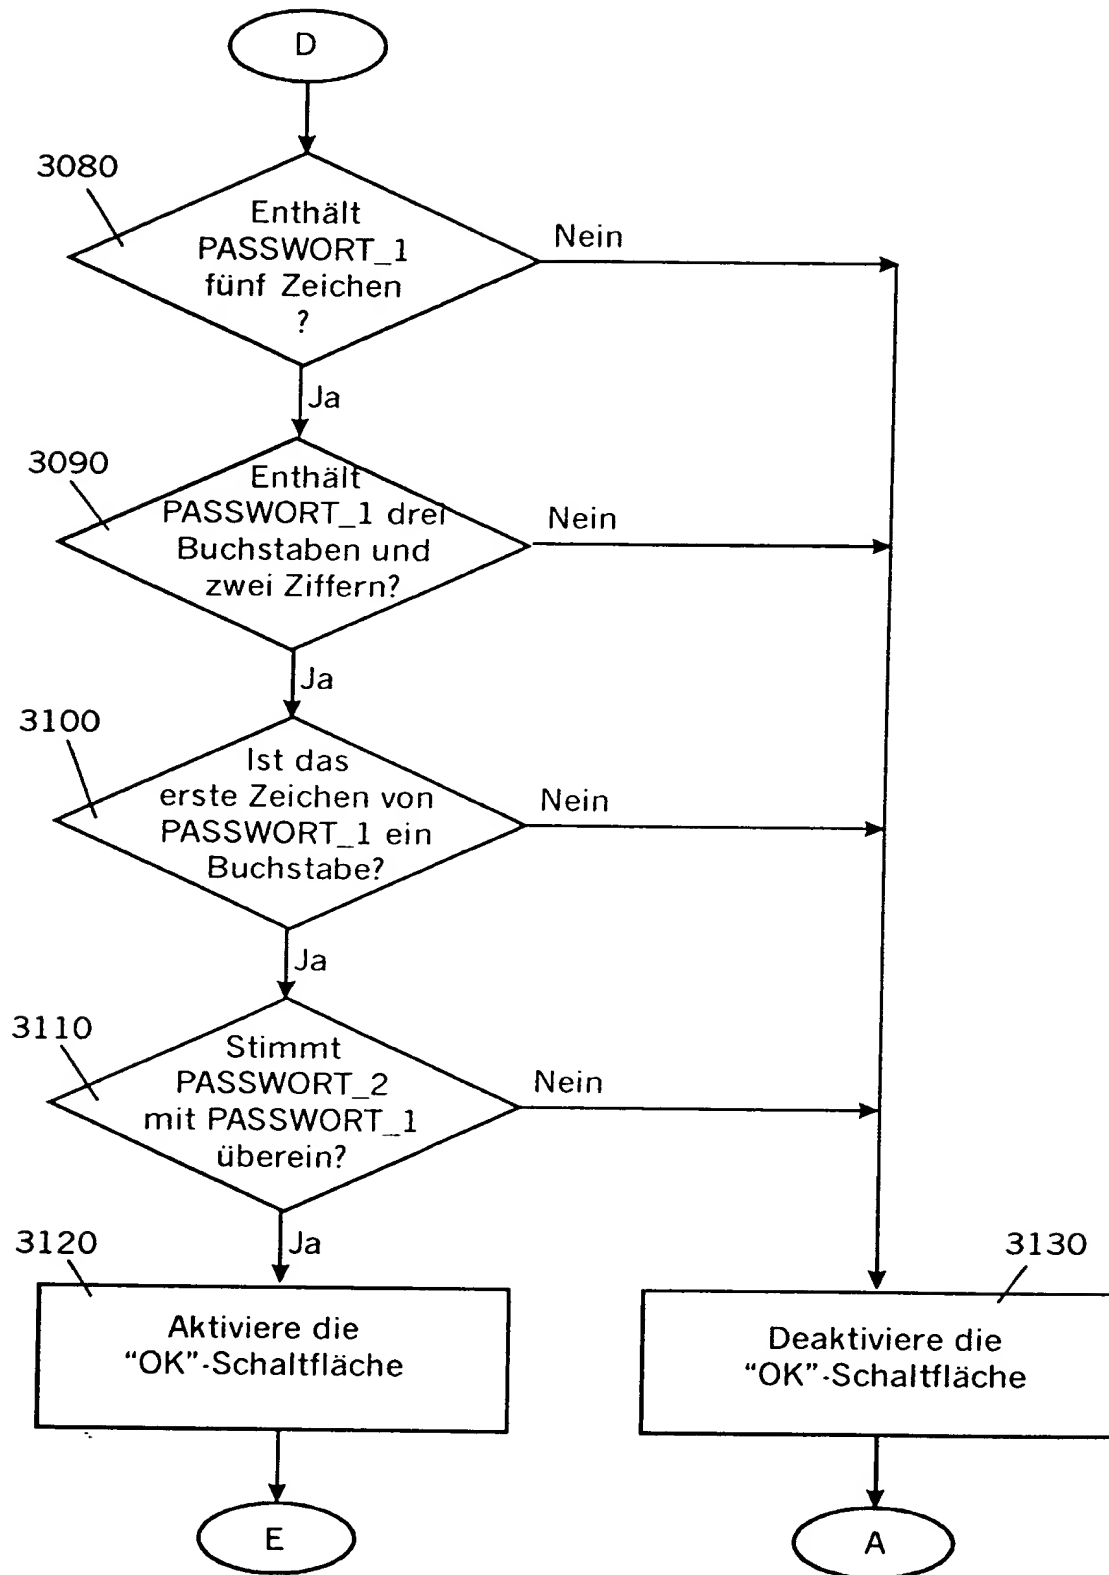 D
3080
Enthält
PASSWORT_1
fünf Zeichen
?
Nein
Ja
3090
Enthält
PASSWORT_1 drei
Buchstaben und
zwei Ziffern?
Nein
Ja
3100
Ist das
erste Zeichen von
PASSWORT_1 ein
Buchstabe?
Nein
Ja
3110
Stimmt
PASSWORT_2
mit PASSWORT_1
überein?
Nein
Ja
3120
Aktiviere die
“OK”-Schaltfläche
3130
Deaktiviere die
“OK”-Schaltfläche
E
A